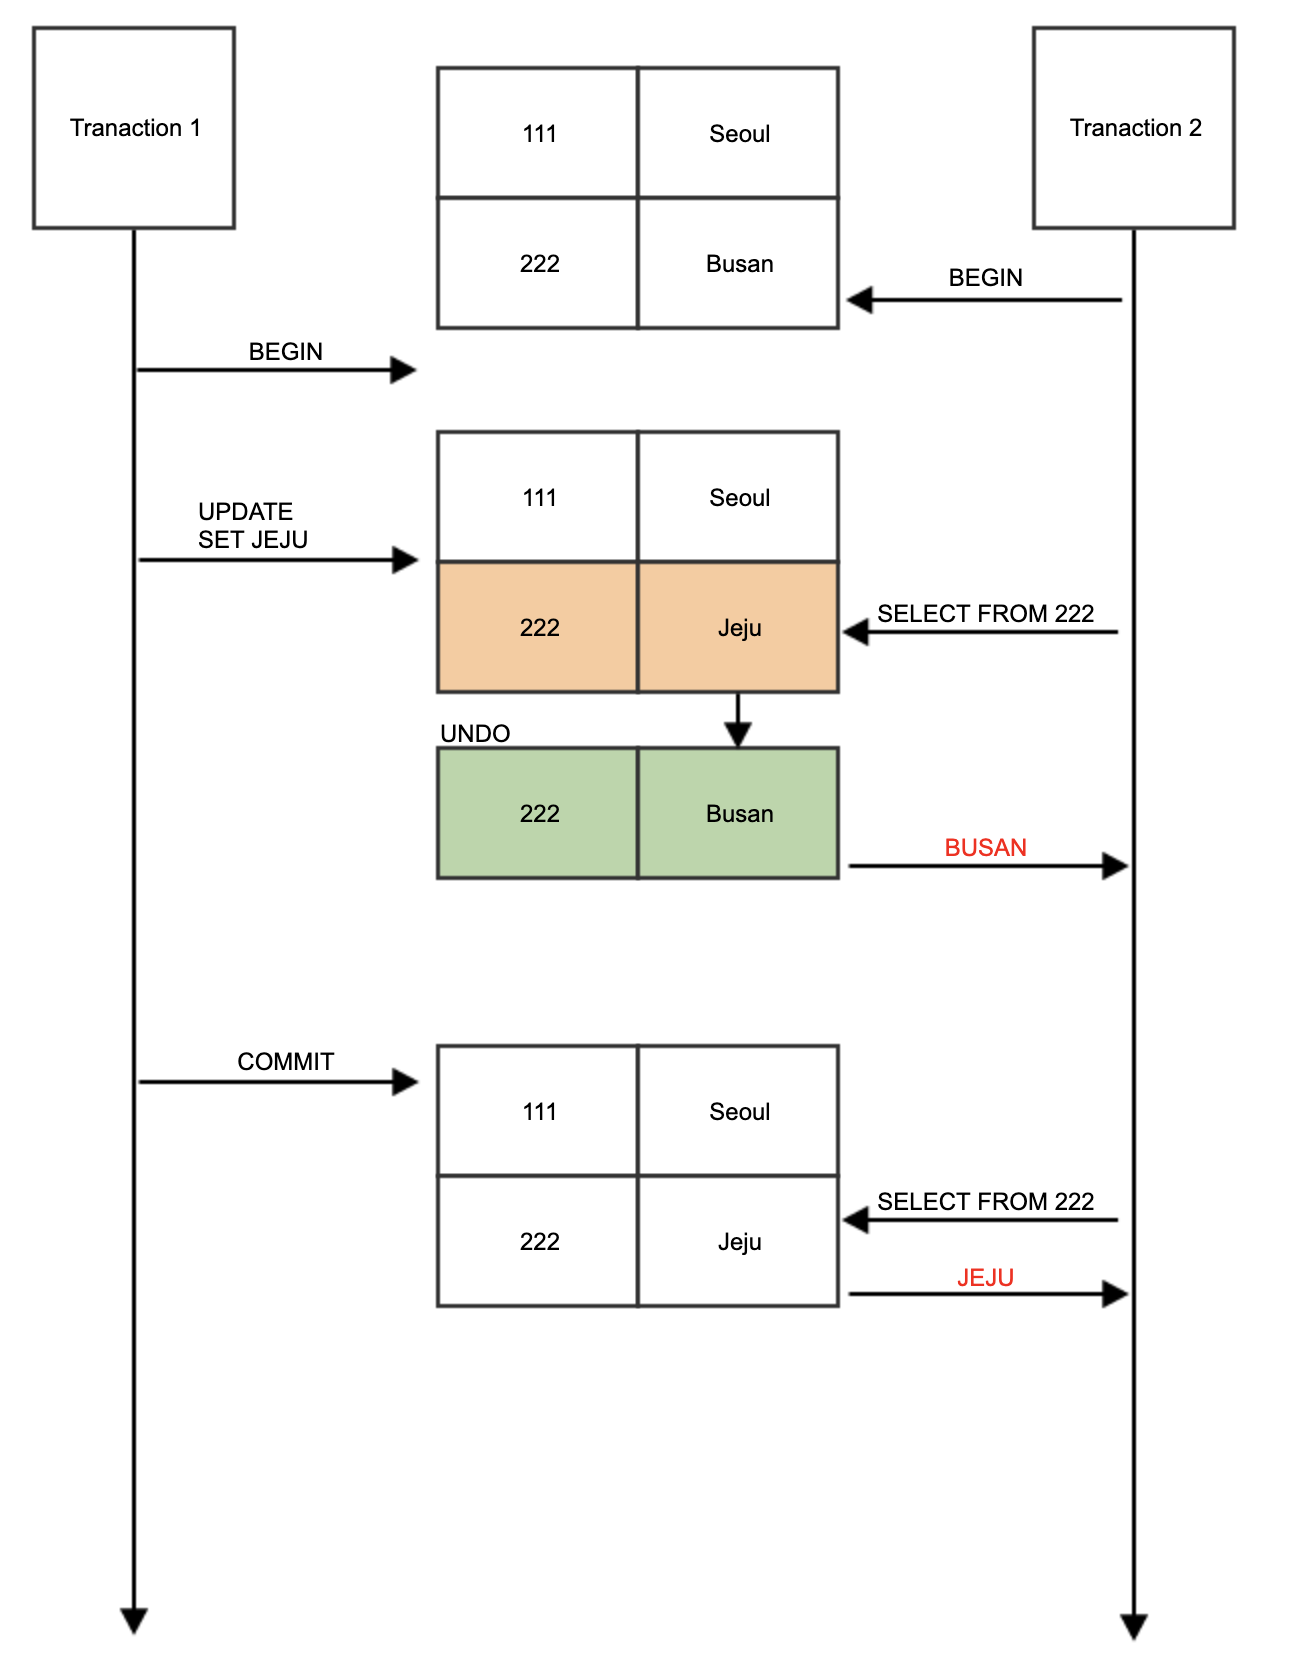 Tranaction 1
Tranaction 2
111 Seoul
222 Busan
BEGIN
BEGIN
111 Seoul
UPDATE
SET JEJU
222 Jeju
SELECT FROM 222
UNDO
222 Busan
BUSAN
COMMIT
111 Seoul
SELECT FROM 222
222 Jeju
JEJU